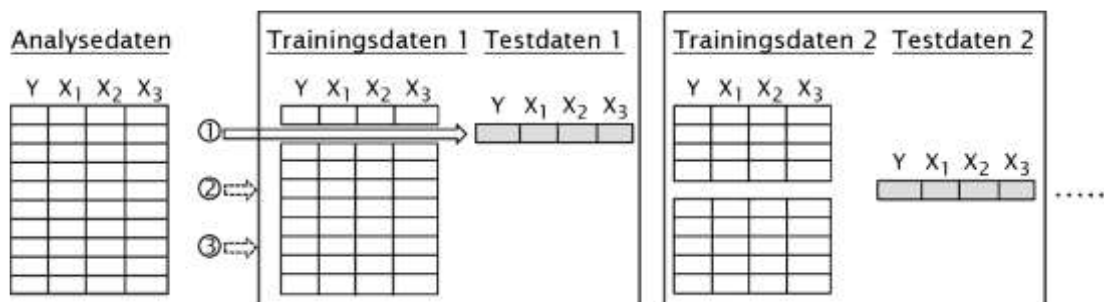 Analysedaten
Trainingsdaten 1 Testdaten 1
Trainingsdaten 2 Testdaten 2
Y X₁ X₂ X₃
Y X₁ X₂ X₃
Y X₁ X₂ X₃
Y X₁ X₂ X₃
Y X₁ X₂ X₃
①
②
③
.....